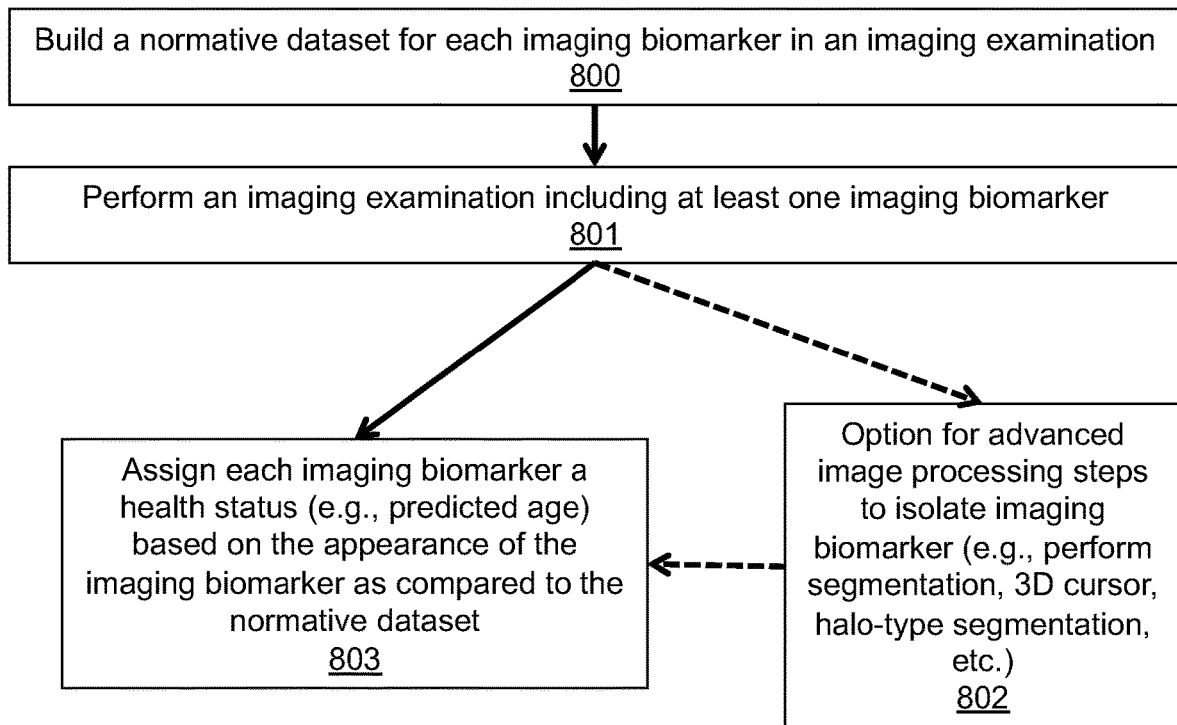 Build a normative dataset for each imaging biomarker in an imaging examination
800
Perform an imaging examination including at least one imaging biomarker
801
Assign each imaging biomarker a
health status (e.g., predicted age)
based on the appearance of the
imaging biomarker as compared to the
normative dataset
803
Option for advanced
image processing steps
to isolate imaging
biomarker (e.g., perform
segmentation, 3D cursor,
halo-type segmentation,
etc.)
802